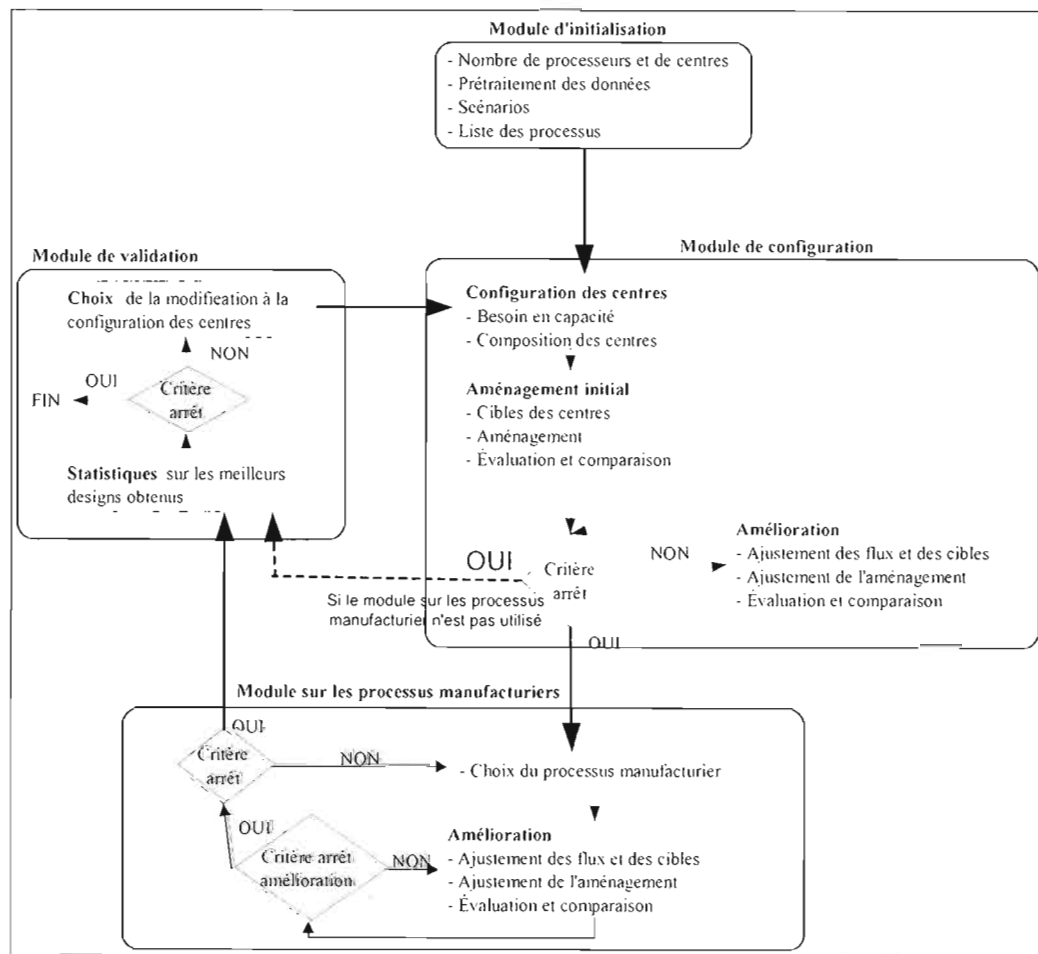 Module d'initialisation
- Nombre de processeurs et de centres
- Prétraitement des données
- Scénarios
- Liste des processus
Module de validation
Choix de la modification à la
configuration des centres
NON
OUI
FIN
Critère
arrêt
Statistiques sur les meilleurs
designs obtenus
Module de configuration
Configuration des centres
- Besoin en capacité
- Composition des centres
Aménagement initial
- Cibles des centres
- Aménagement
- Évaluation et comparaison
OUI
Critère
arrêt
NON
Amélioration
- Ajustement des flux et des cibles
- Ajustement de l'aménagement
- Évaluation et comparaison
Si le module sur les processus
manufacturier n'est pas utilisé
OUI
Module sur les processus manufacturiers
OUI
Critère
arrêt
NON
- Choix du processus manufacturier
OUI
Critère arrêt
amélioration
NON
Amélioration
- Ajustement des flux et des cibles
- Ajustement de l'aménagement
- Évaluation et comparaison